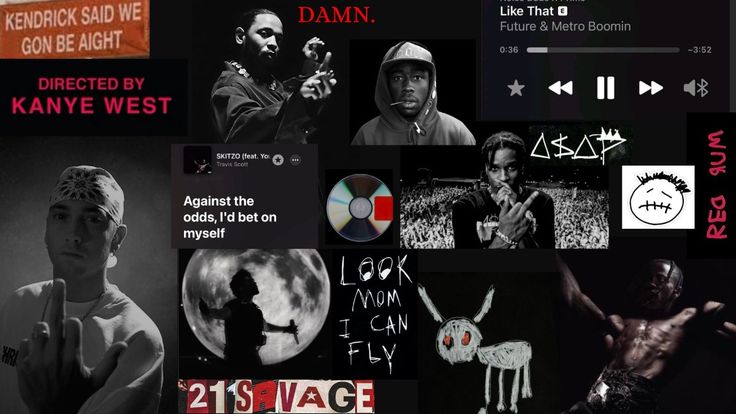 KENDRICK SAID WE
GON BE AIGHT
DIRECTED BY
KANYE WEST
DAMN.
Like That E
Future & Metro Boomin
0:36
−3:52
SKITZO (feat. You
Travis Scott
Against the
odds, I'd bet on
myself
A$AP
RED RUM
LOOK
MOM
I CAN
FLY
21 SAVAGE